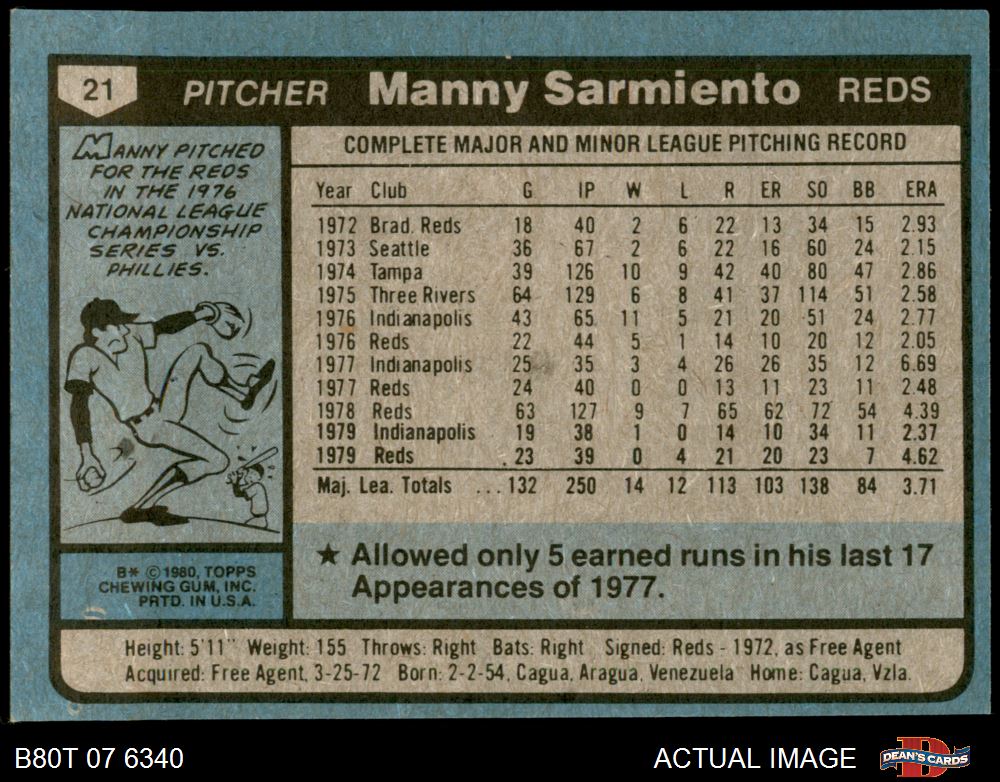 21 PITCHER Manny Sarmiento REDS
MANNY PITCHED
FOR THE REDS
IN THE 1976
NATIONAL LEAGUE
CHAMPIONSHIP
SERIES VS.
PHILLIES.
COMPLETE MAJOR AND MINOR LEAGUE PITCHING RECORD
Year Club G IP W L R ER SO BB ERA
1972 Brad. Reds 18 40 2 6 22 13 34 15 2.93
1973 Seattle 36 67 2 6 22 16 60 24 2.15
1974 Tampa 39 126 10 9 42 40 80 47 2.86
1975 Three Rivers 64 129 6 8 41 37 114 51 2.58
1976 Indianapolis 43 65 11 5 21 20 51 24 2.77
1976 Reds 22 44 5 1 14 10 20 12 2.05
1977 Indianapolis 25 35 3 4 26 26 35 12 6.69
1977 Reds 24 40 0 0 13 11 23 11 2.48
1978 Reds 63 127 9 7 65 62 72 54 4.39
1979 Indianapolis 19 38 1 0 14 10 34 11 2.37
1979 Reds 23 39 0 4 21 20 23 7 4.62
Maj. Lea. Totals ... 132 250 14 12 113 103 138 84 3.71
★ Allowed only 5 earned runs in his last 17
Appearances of 1977.
B* © 1980, TOPPS
CHEWING GUM, INC.
PRTD. IN U.S.A.
Height: 5'11" Weight: 155 Throws: Right Bats: Right Signed: Reds - 1972, as Free Agent
Acquired: Free Agent, 3-25-72 Born: 2-2-54, Cagua, Aragua, Venezuela Home: Cagua, Vzla.
B80T 07 6340 ACTUAL IMAGE DEAN'S CARDS